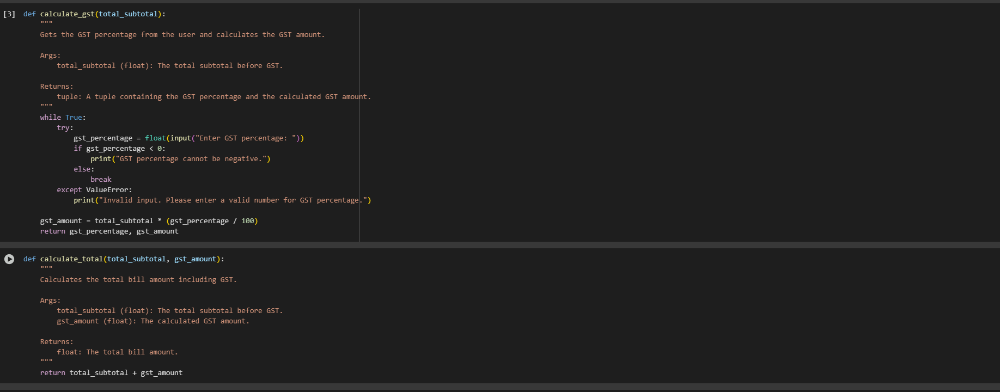 [3] def calculate_gst(total_subtotal):
    """
    Gets the GST percentage from the user and calculates the GST amount.

    Args:
        total_subtotal (float): The total subtotal before GST.

    Returns:
        tuple: A tuple containing the GST percentage and the calculated GST amount.
    """
    while True:
        try:
            gst_percentage = float(input("Enter GST percentage: "))
            if gst_percentage < 0:
                print("GST percentage cannot be negative.")
            else:
                break
        except ValueError:
            print("Invalid input. Please enter a valid number for GST percentage.")

    gst_amount = total_subtotal * (gst_percentage / 100)
    return gst_percentage, gst_amount

def calculate_total(total_subtotal, gst_amount):
    """
    Calculates the total bill amount including GST.

    Args:
        total_subtotal (float): The total subtotal before GST.
        gst_amount (float): The calculated GST amount.

    Returns:
        float: The total bill amount.
    """
    return total_subtotal + gst_amount